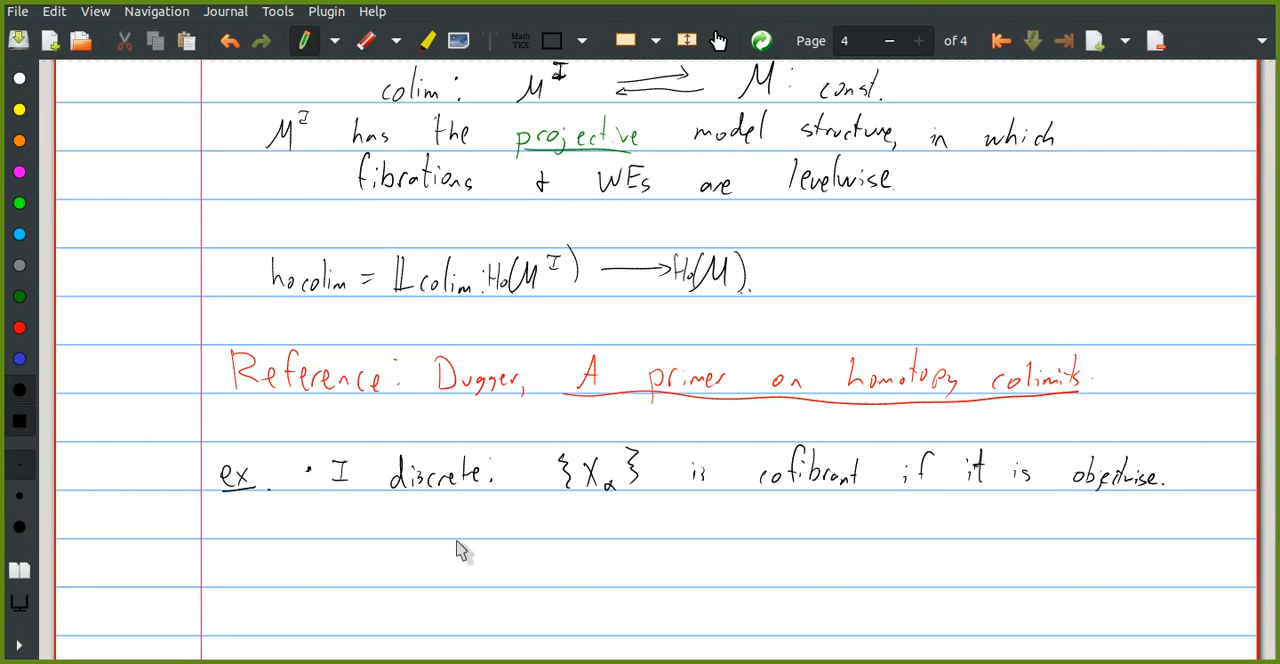 File Edit View Navigation Journal Tools Plugin Help
Math TEX Page 4 of 4
colim : M^I ⇄ M : const.
M^I has the projective model structure, in which
fibrations & WEs are levelwise.
hocolim = 𝕃colim : Ho(M^I) → Ho(M).
Reference: Dugger, A primer on homotopy colimits.
ex. · I discrete: {X_α} is cofibrant if it is objectwise.